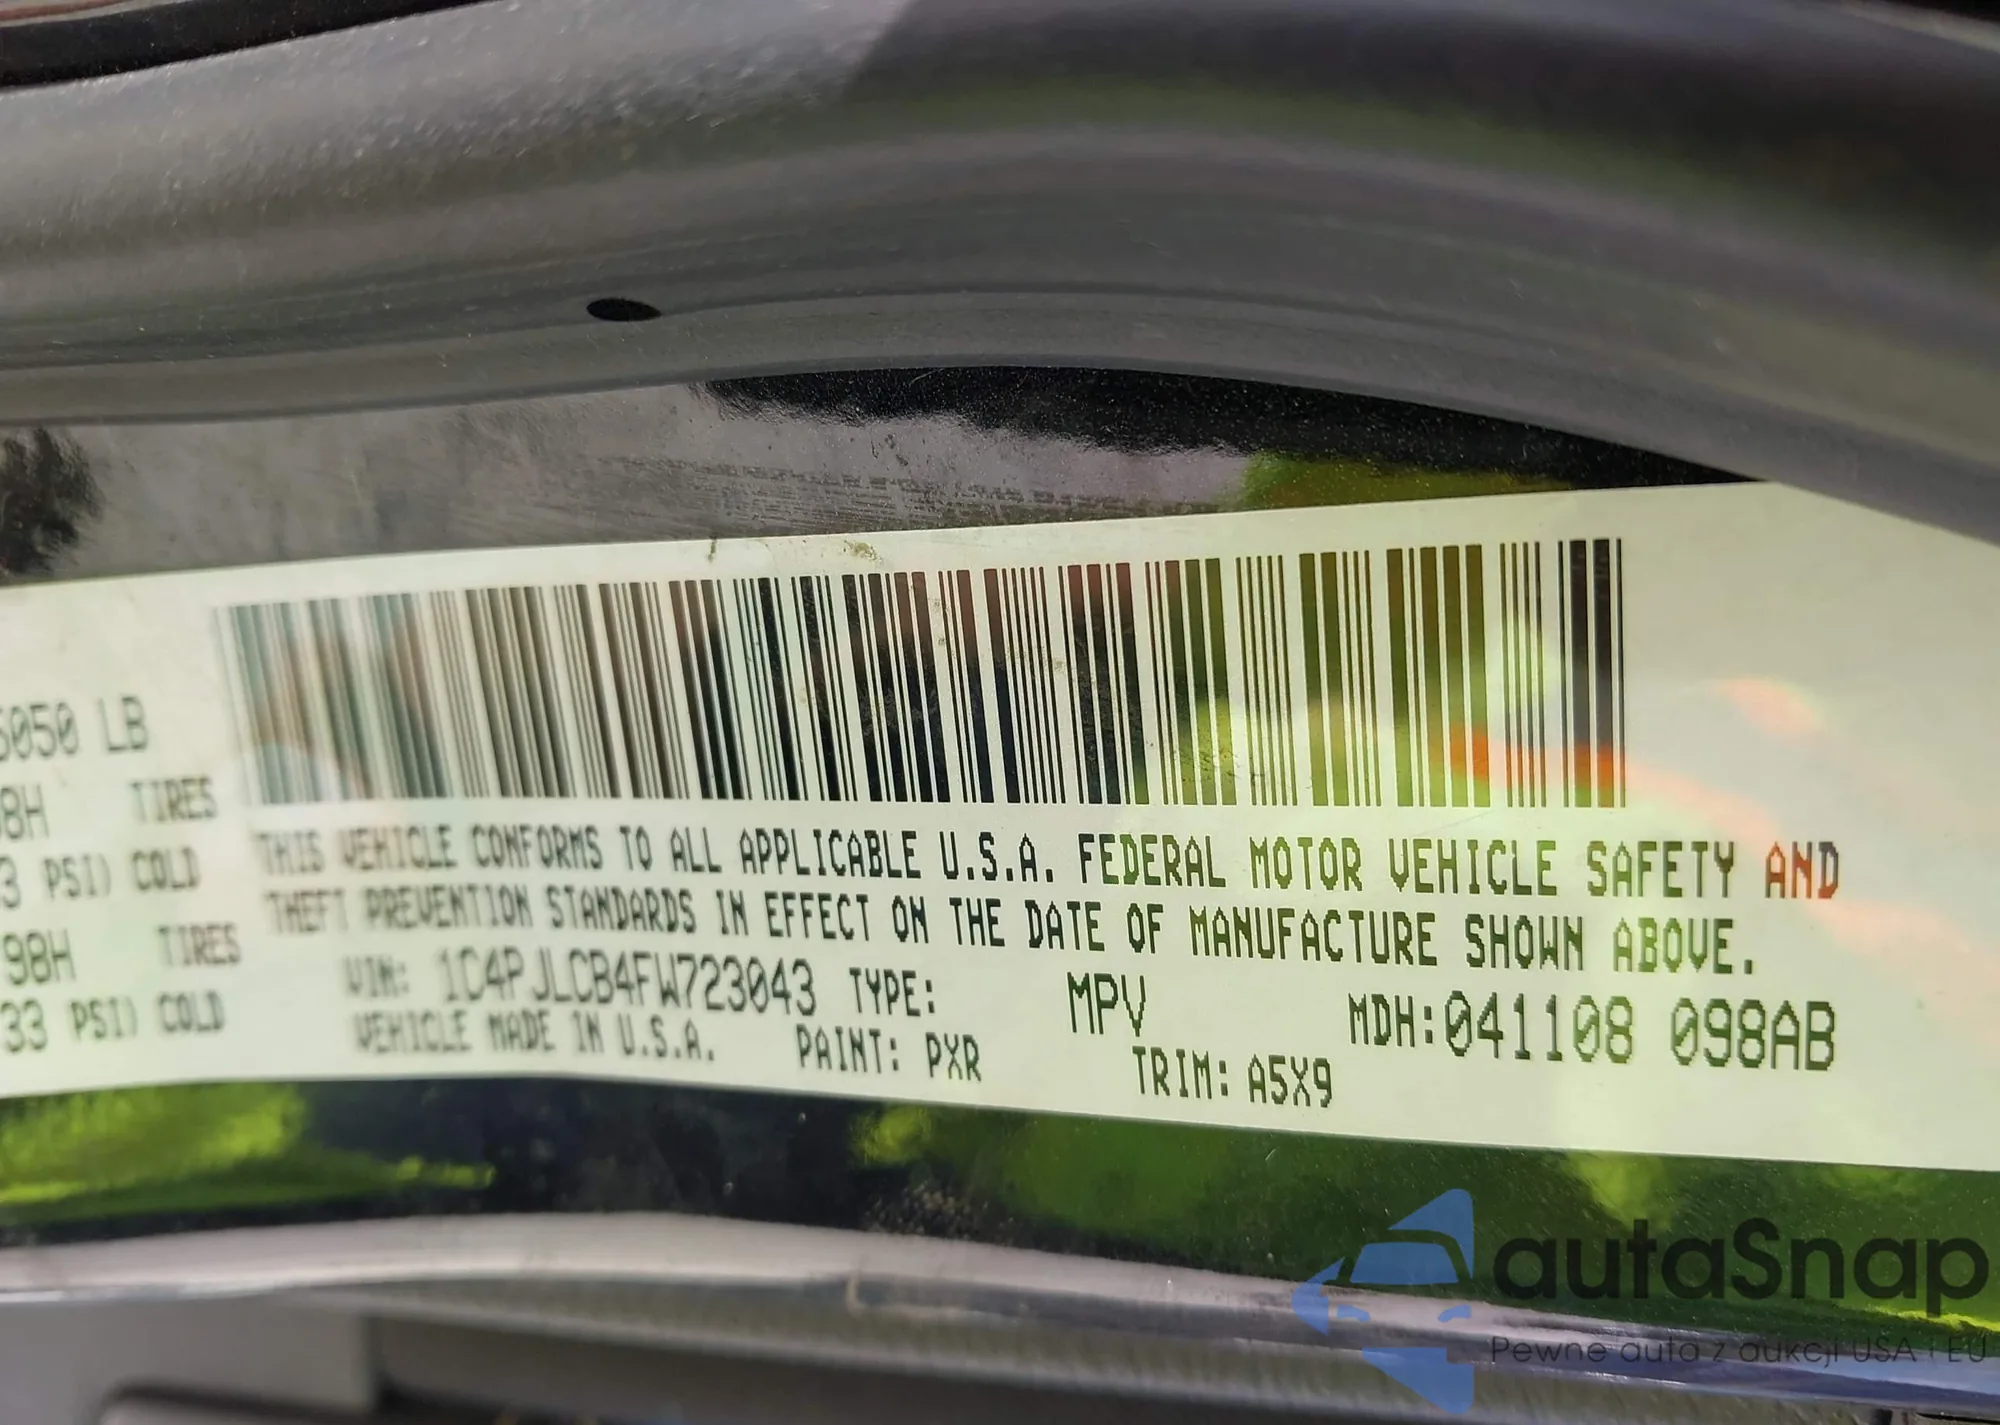 5050 LB
98H TIRES
3 PSI) COLD
98H TIRES
33 PSI) COLD
THIS VEHICLE CONFORMS TO ALL APPLICABLE U.S.A. FEDERAL MOTOR VEHICLE SAFETY AND
THEFT PREVENTION STANDARDS IN EFFECT ON THE DATE OF MANUFACTURE SHOWN ABOVE.
VIN: 1C4PJLCB4FW723043 TYPE: MPV MDH:041108 098AB
VEHICLE MADE IN U.S.A. PAINT: PXR TRIM: A5X9
autaSnap
Pewne auta z aukcji USA i EU